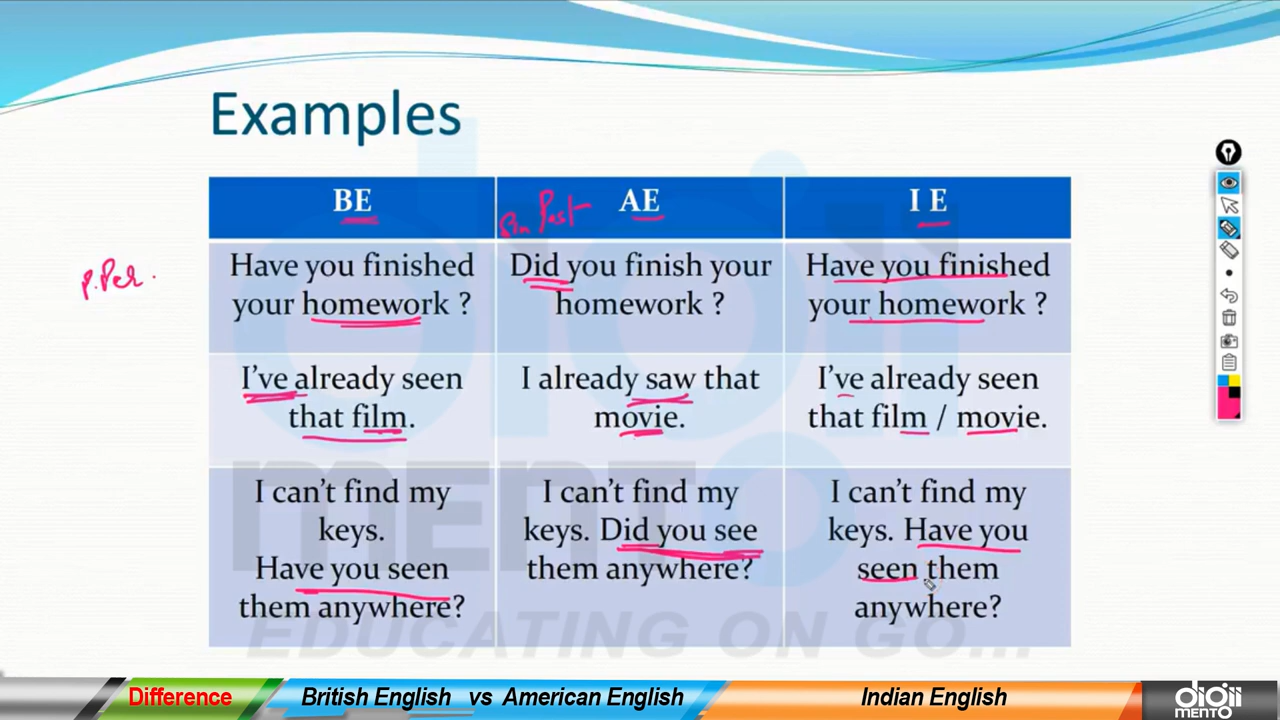 Examples
BE
AE
I E
Past
P.Per.
Have you finished
your homework ?
Did you finish your
homework ?
Have you finished
your homework ?
I've already seen
that film.
I already saw that
movie.
I've already seen
that film / movie.
I can't find my
keys.
Have you seen
them anywhere?
I can't find my
keys. Did you see
them anywhere?
I can't find my
keys. Have you
seen them
anywhere?
EDUCATING ON GO...
Difference
British English vs American English
Indian English
digii
MENTO